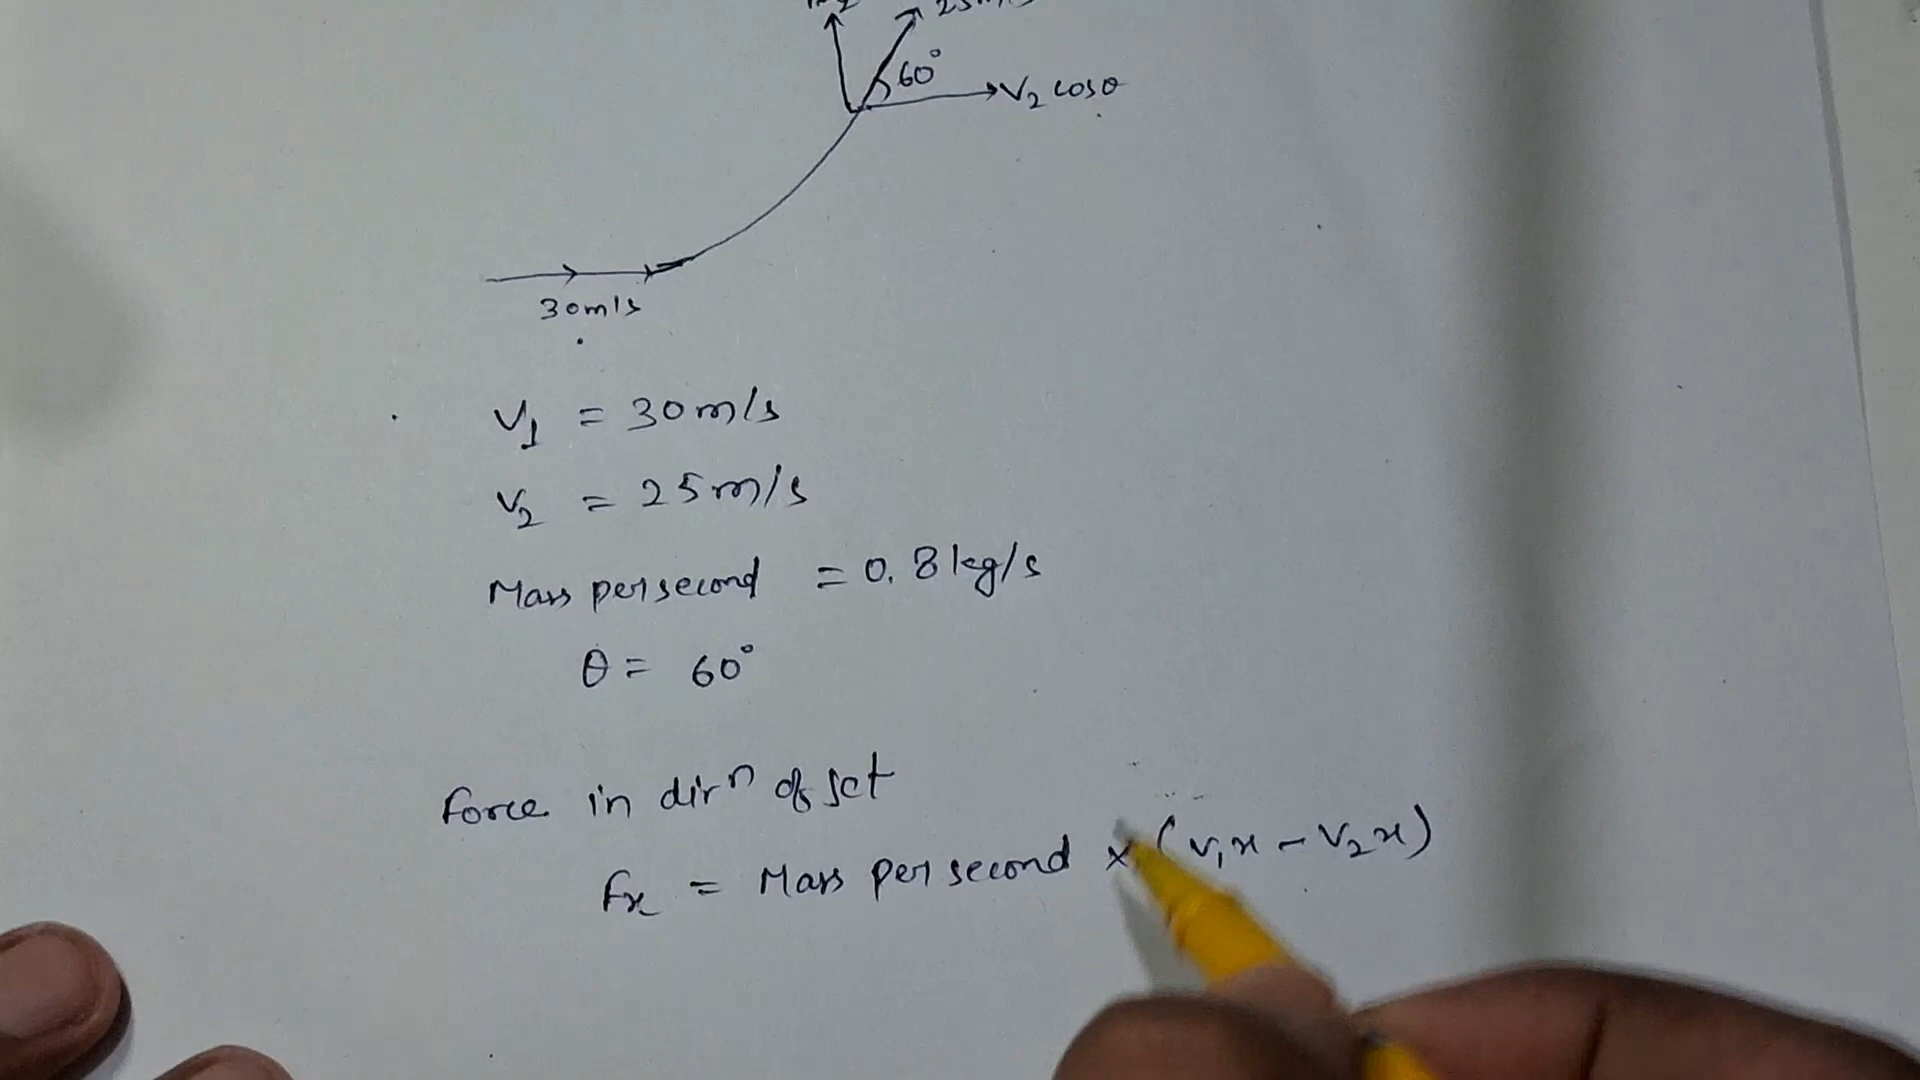 60°
V₂ cosθ
30m/s
V₁ = 30m/s
V₂ = 25m/s
Mass per second = 0.8 kg/s
θ = 60°
Force in dirⁿ of Jet
Fx = Mass per second × (V₁x - V₂x)